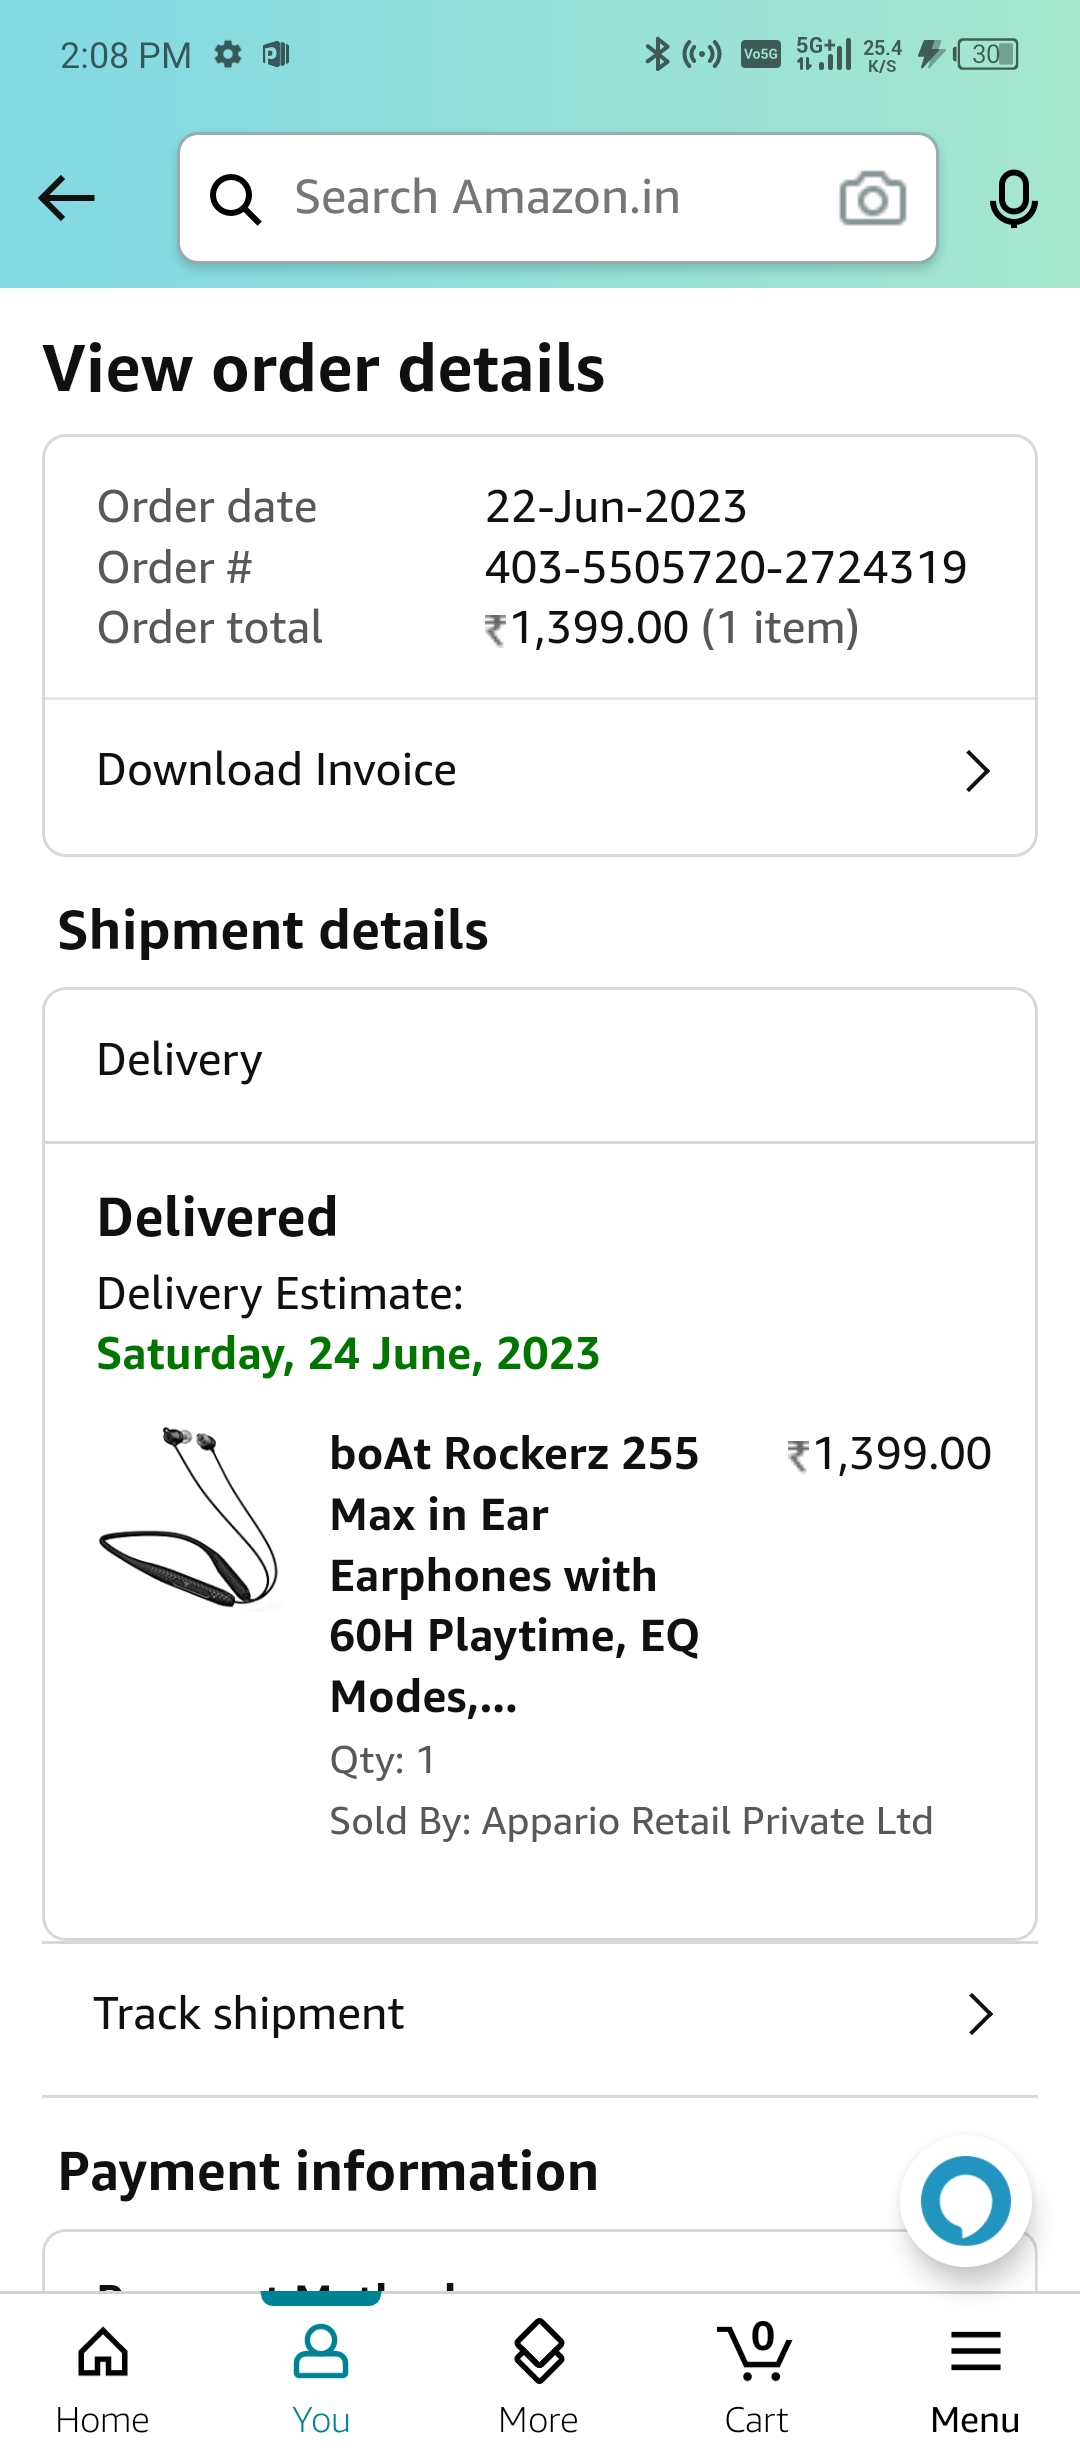 2:08 PM
Vo5G 5G+ 25.4 K/S 30
Search Amazon.in
View order details
Order date 22-Jun-2023
Order # 403-5505720-2724319
Order total ₹1,399.00 (1 item)
Download Invoice
Shipment details
Delivery
Delivered
Delivery Estimate:
Saturday, 24 June, 2023
boAt Rockerz 255 ₹1,399.00
Max in Ear
Earphones with
60H Playtime, EQ
Modes,...
Qty: 1
Sold By: Appario Retail Private Ltd
Track shipment
Payment information
0
Home You More Cart Menu